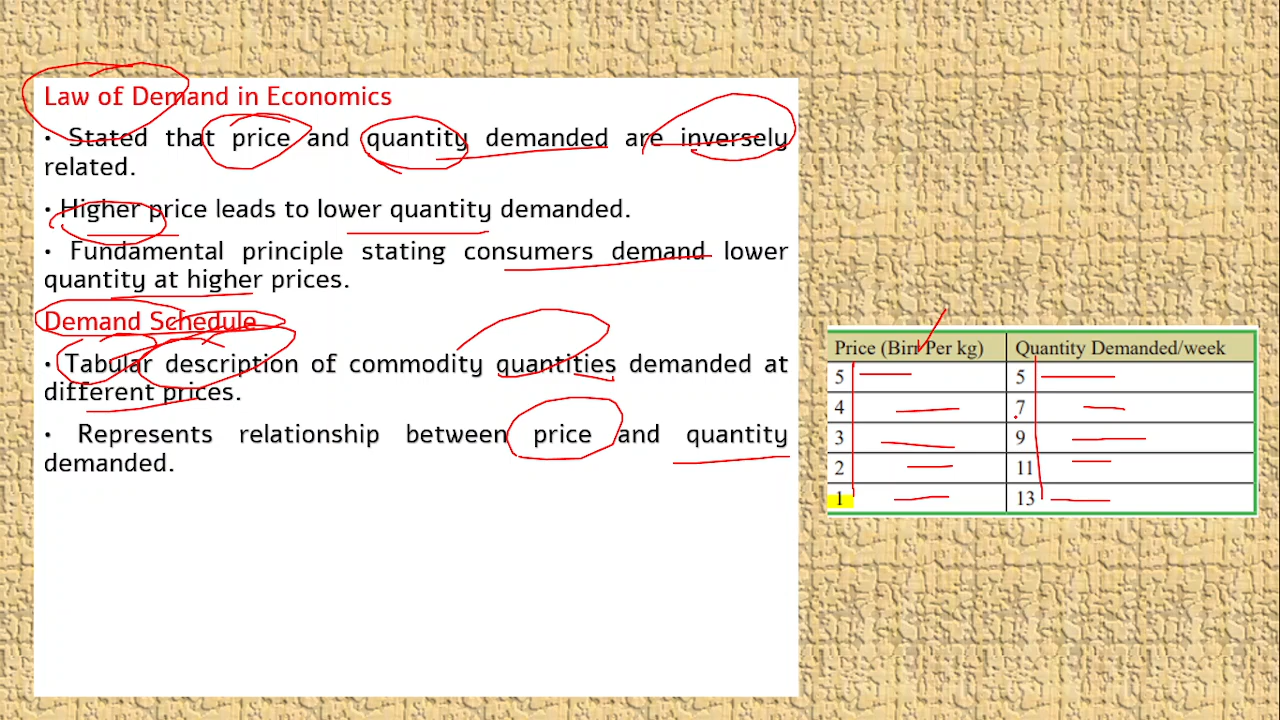 Law of Demand in Economics
• Stated that price and quantity demanded are inversely
related.
• Higher price leads to lower quantity demanded.
• Fundamental principle stating consumers demand lower
quantity at higher prices.
Demand Schedule
• Tabular description of commodity quantities demanded at
different prices.
• Represents relationship between price and quantity
demanded.
Price (Birr Per kg) Quantity Demanded/week
5 5
4 7
3 9
2 11
1 13